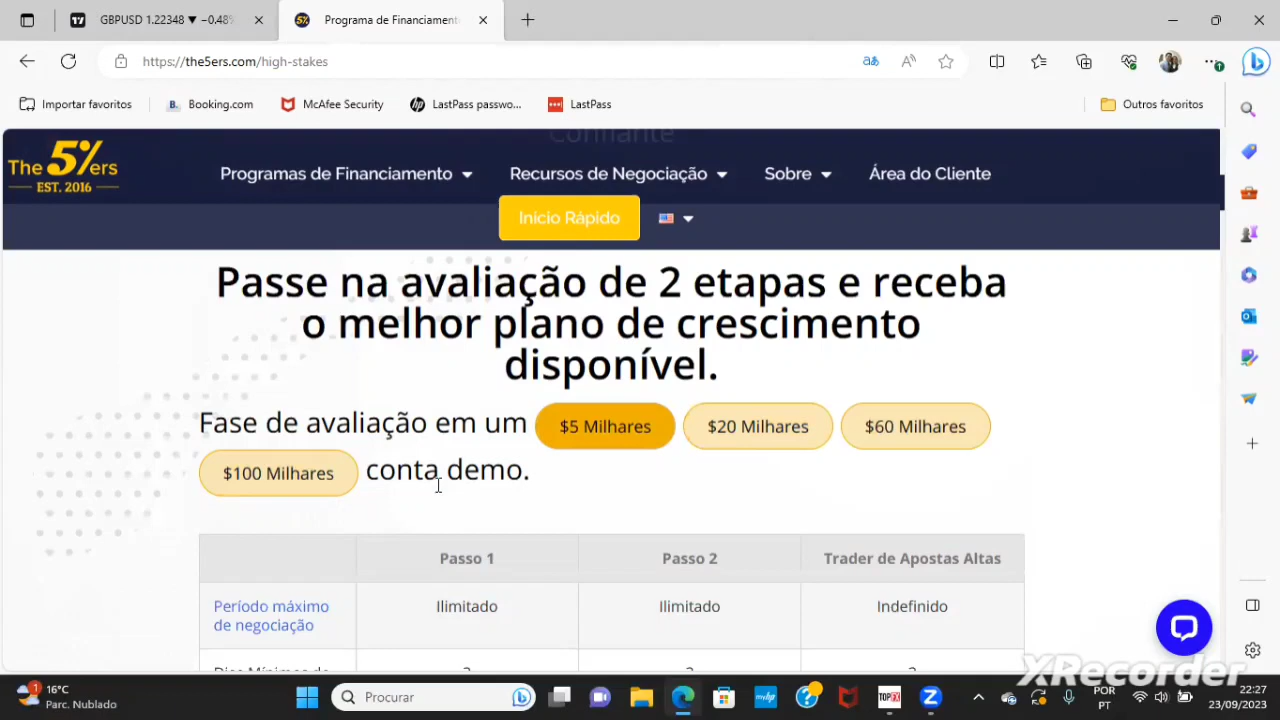 GBPUSD 1.22348 ▼ −0.48%
Programa de Financiament
https://the5ers.com/high-stakes
Importar favoritos
B. Booking.com
McAfee Security
LastPass passwo...
LastPass
Outros favoritos
Confiante
The 5%ers
EST. 2016
Programas de Financiamento
Recursos de Negociação
Sobre
Área do Cliente
Início Rápido
Passe na avaliação de 2 etapas e receba
o melhor plano de crescimento
disponível.
Fase de avaliação em um $5 Milhares $20 Milhares $60 Milhares
$100 Milhares conta demo.
Passo 1 Passo 2 Trader de Apostas Altas
Período máximo
de negociação
Ilimitado Ilimitado Indefinido
XRecorder
16°C
Parc. Nublado
Procurar
POR
PT
22:27
23/09/2023